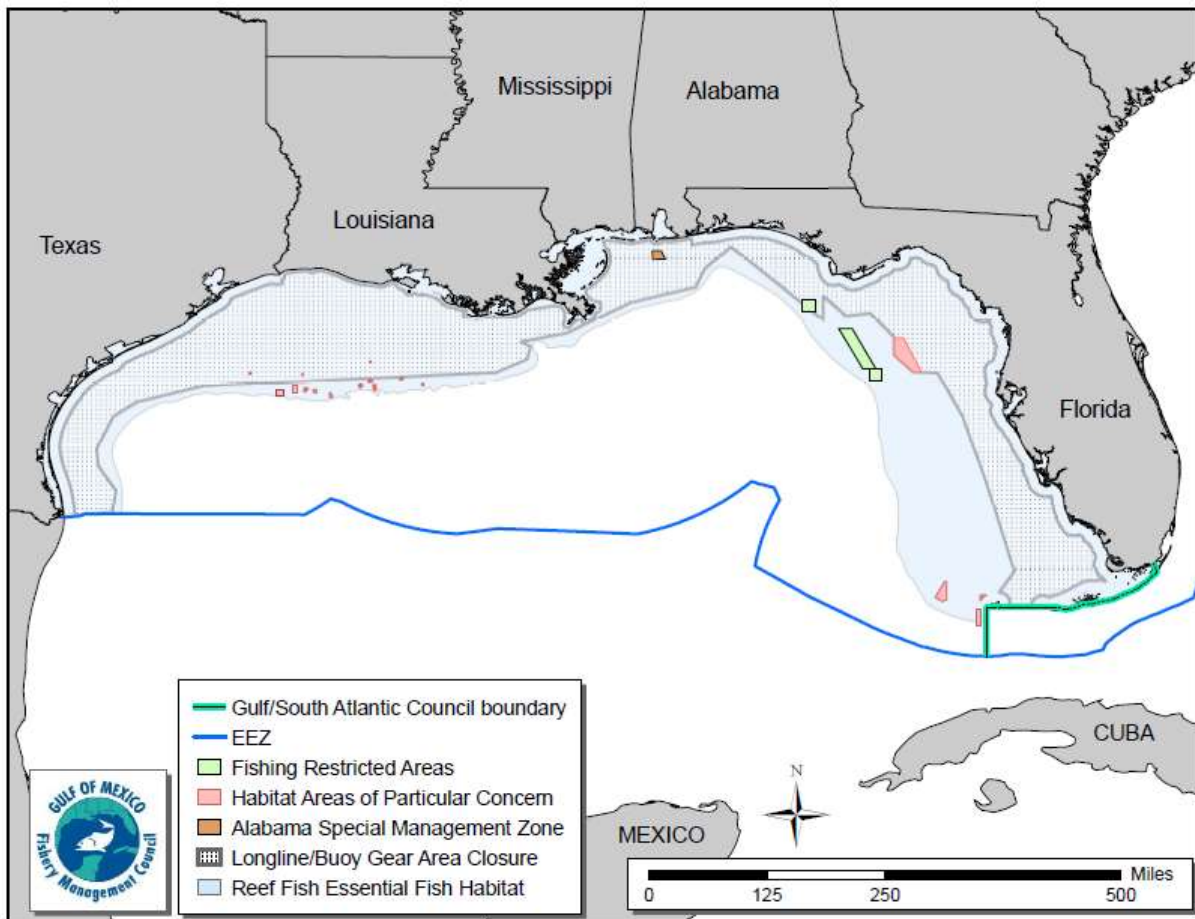 Mississippi
Alabama
Louisiana
Texas
Florida
Gulf/South Atlantic Council boundary
EEZ
Fishing Restricted Areas
Habitat Areas of Particular Concern
Alabama Special Management Zone
Longline/Buoy Gear Area Closure
Reef Fish Essential Fish Habitat
GULF OF MEXICO
Fishery Management Council
CUBA
N
MEXICO
Miles
0 125 250 500